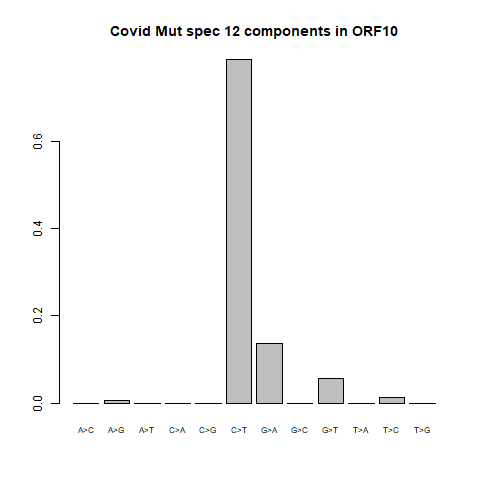 Covid Mut spec 12 components in ORF10
0.6
0.4
0.2
0.0
A>C A>G A>T C>A C>G C>T G>A G>C G>T T>A T>C T>G